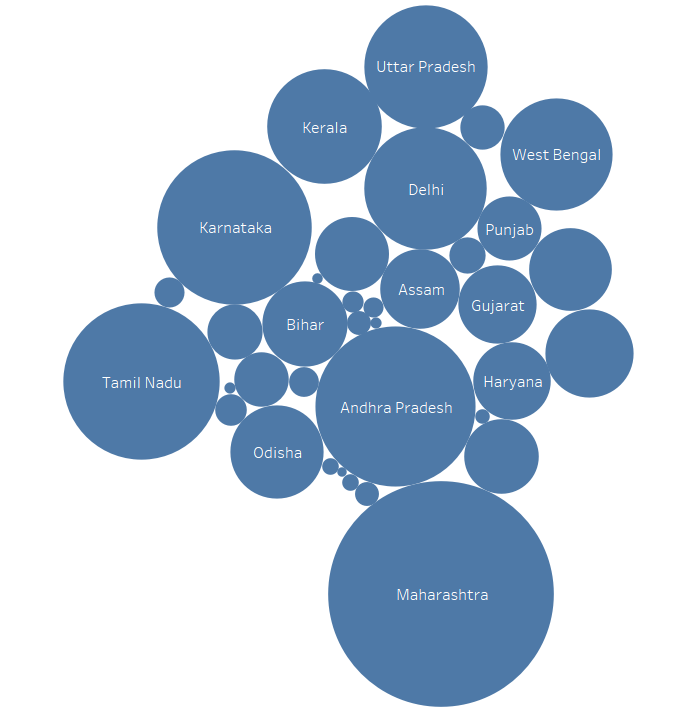 Uttar Pradesh
Kerala
West Bengal
Delhi
Karnataka
Punjab
Assam
Gujarat
Bihar
Tamil Nadu
Haryana
Andhra Pradesh
Odisha
Maharashtra